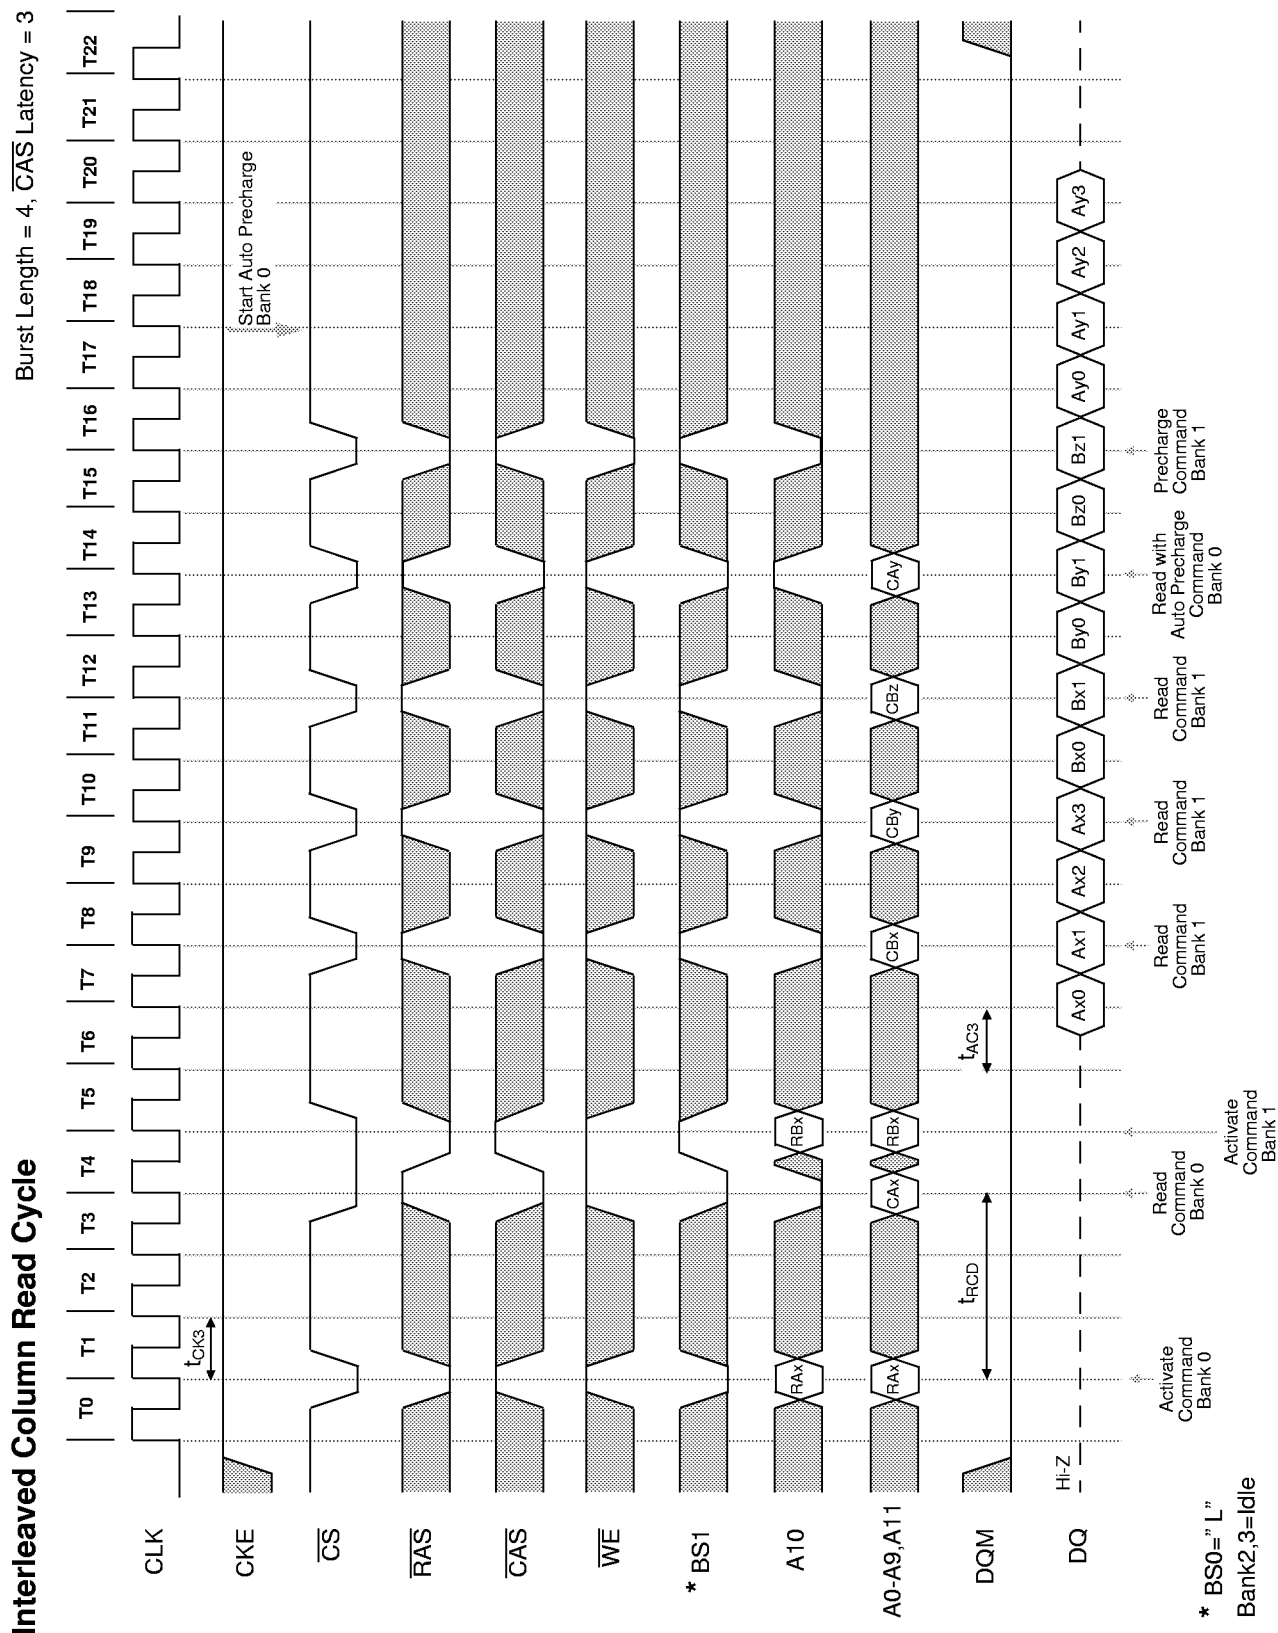 Interleaved Column Read Cycle
Burst Length = 4, CAS Latency = 3
T0 T1 T2 T3 T4 T5 T6 T7 T8 T9 T10 T11 T12 T13 T14 T15 T16 T17 T18 T19 T20 T21 T22
CLK
tCK3
CKE
Start Auto Precharge
Bank 0
CS
RAS
CAS
WE
* BS1
A10
RAx RBx
A0-A9,A11
RAx CAx RBx CBx CBy CBz CAy
DQM
tRCD
tAC3
DQ
Hi-Z
Ax0 Ax1 Ax2 Ax3 Bx0 Bx1 By0 By1 Bz0 Bz1 Ay0 Ay1 Ay2 Ay3
Activate
Command
Bank 0
Read
Command
Bank 0
Activate
Command
Bank 1
Read
Command
Bank 1
Read
Command
Bank 1
Read
Command
Bank 1
Read with
Auto Precharge
Command
Bank 0
Precharge
Command
Bank 1
* BS0=” L”
Bank2,3=Idle